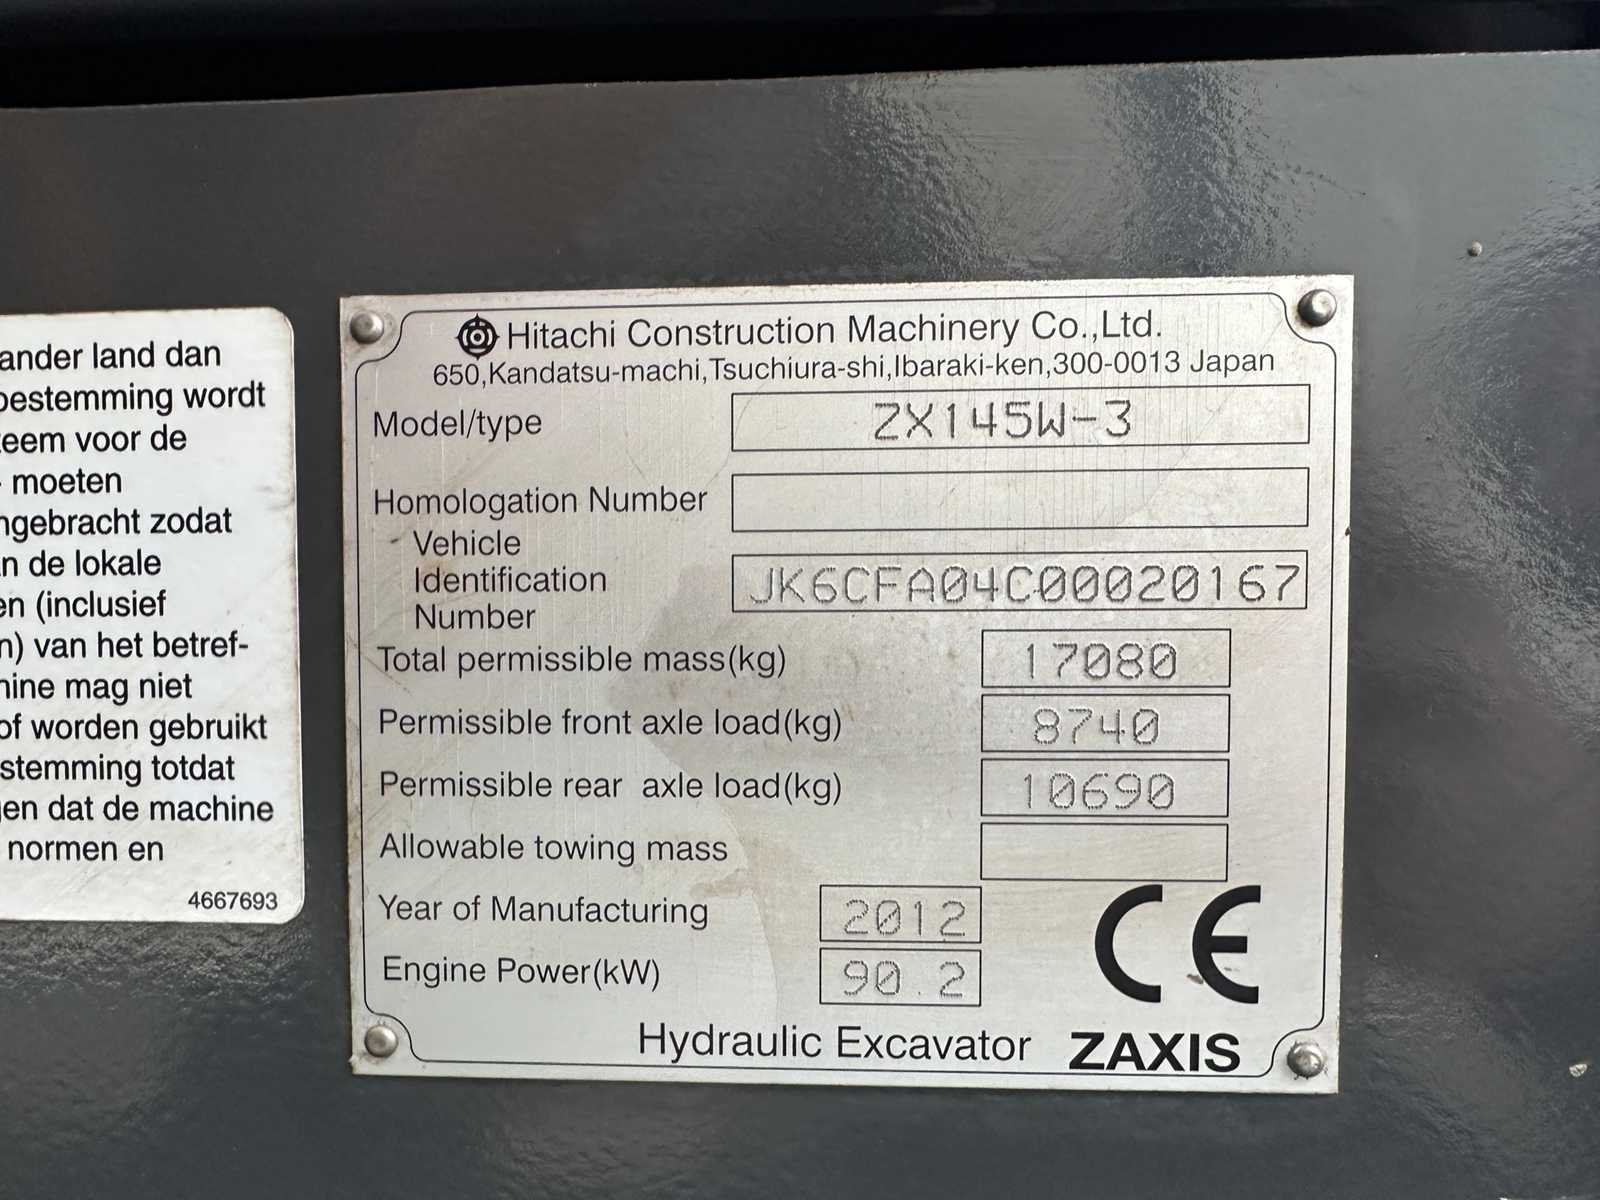 ander land dan
bestemming wordt
teem voor de
moeten
ngebracht zodat
n de lokale
en (inclusief
n) van het betref-
hine mag niet
of worden gebruikt
stemming totdat
gen dat de machine
normen en
4667693
Hitachi Construction Machinery Co.,Ltd.
650,Kandatsu-machi,Tsuchiura-shi,Ibaraki-ken,300-0013 Japan
Model/type ZX145W-3
Homologation Number
Vehicle
Identification JK6CFA04C00020167
Number
Total permissible mass(kg) 17080
Permissible front axle load(kg) 8740
Permissible rear axle load(kg) 10690
Allowable towing mass
Year of Manufacturing 2012
Engine Power(kW) 90.2
CE
Hydraulic Excavator ZAXIS